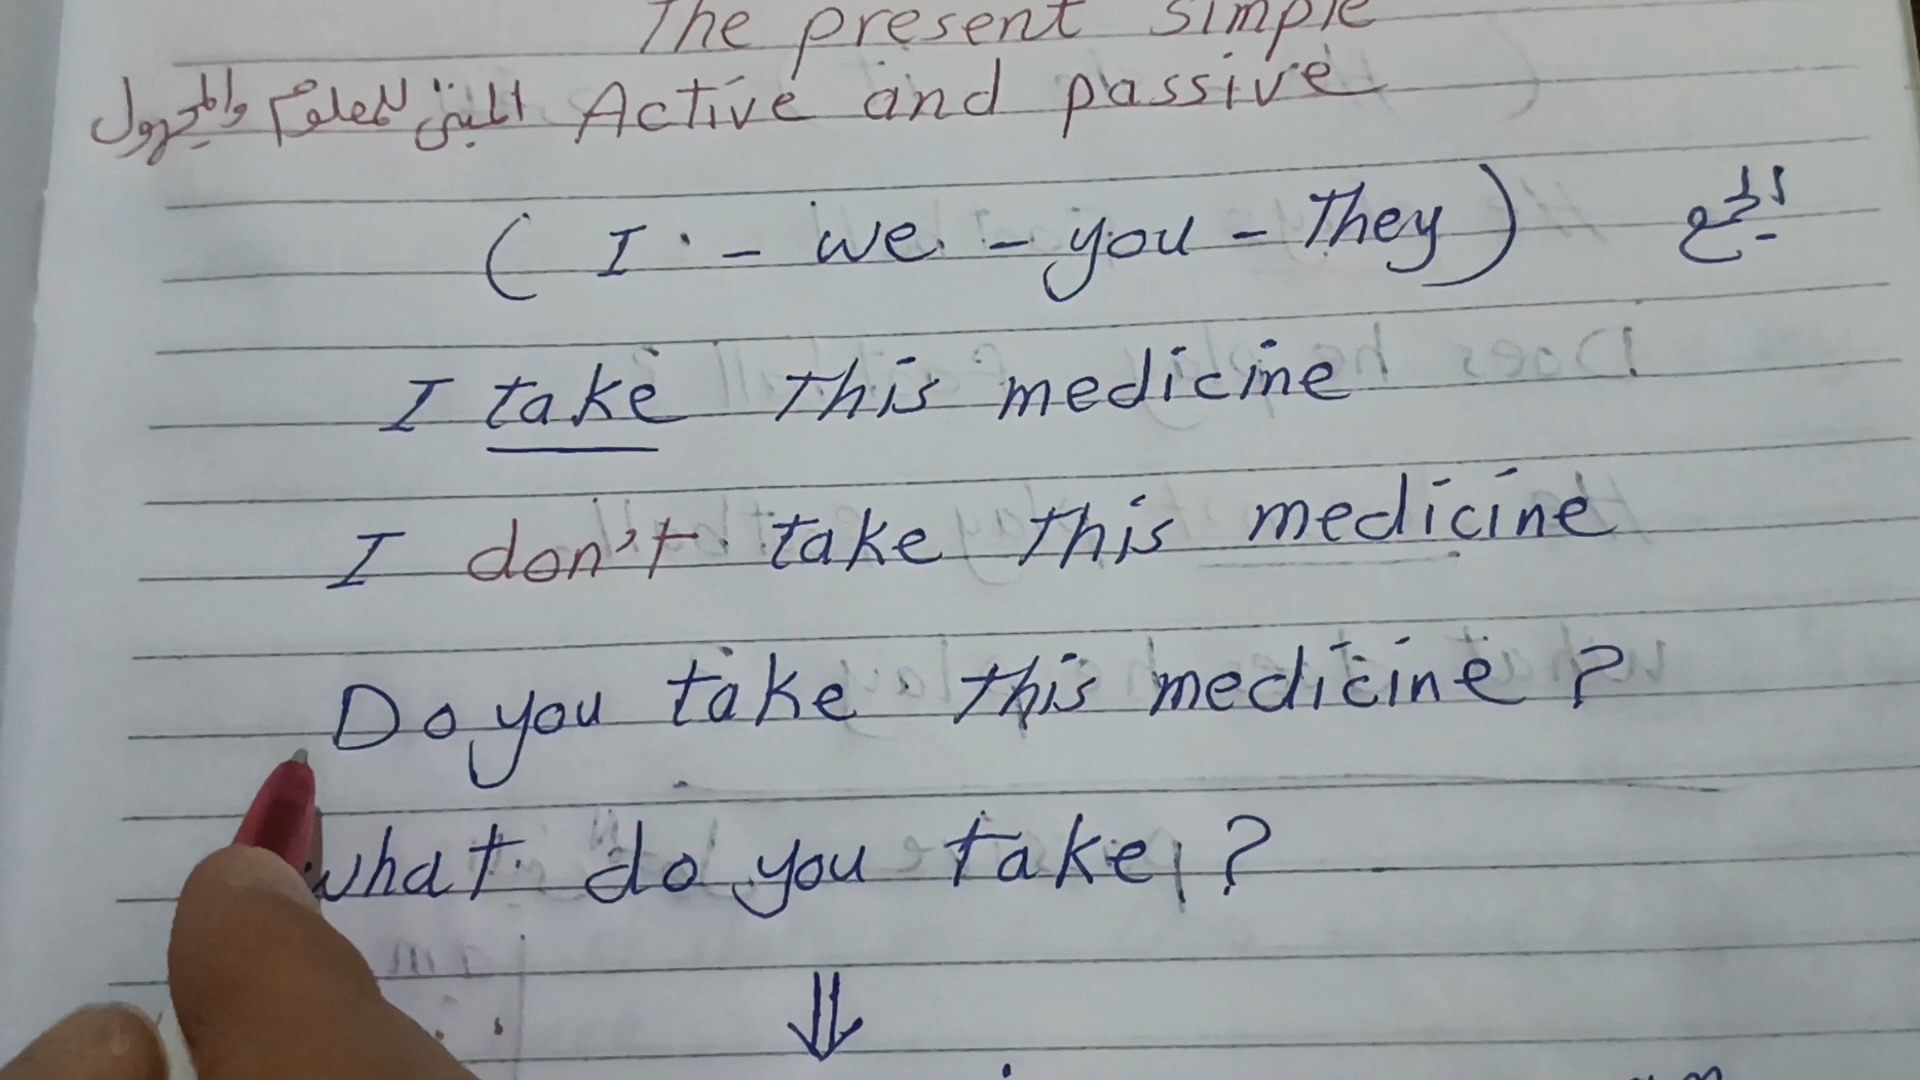 The present simple
Active and passive المبني للمعلوم والمجهول
( I - we - you - They ) الجمع
I take this medicine
I don't take this medicine
Do you take this medicine ?
what do you take ?